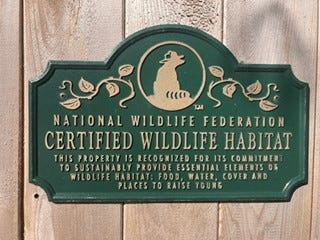 TM
NATIONAL WILDLIFE FEDERATION
CERTIFIED WILDLIFE HABITAT
THIS PROPERTY IS RECOGNIZED FOR ITS COMMITMENT
TO SUSTAINABLY PROVIDE ESSENTIAL ELEMENTS OF
WILDLIFE HABITAT: FOOD, WATER, COVER AND
PLACES TO RAISE YOUNG